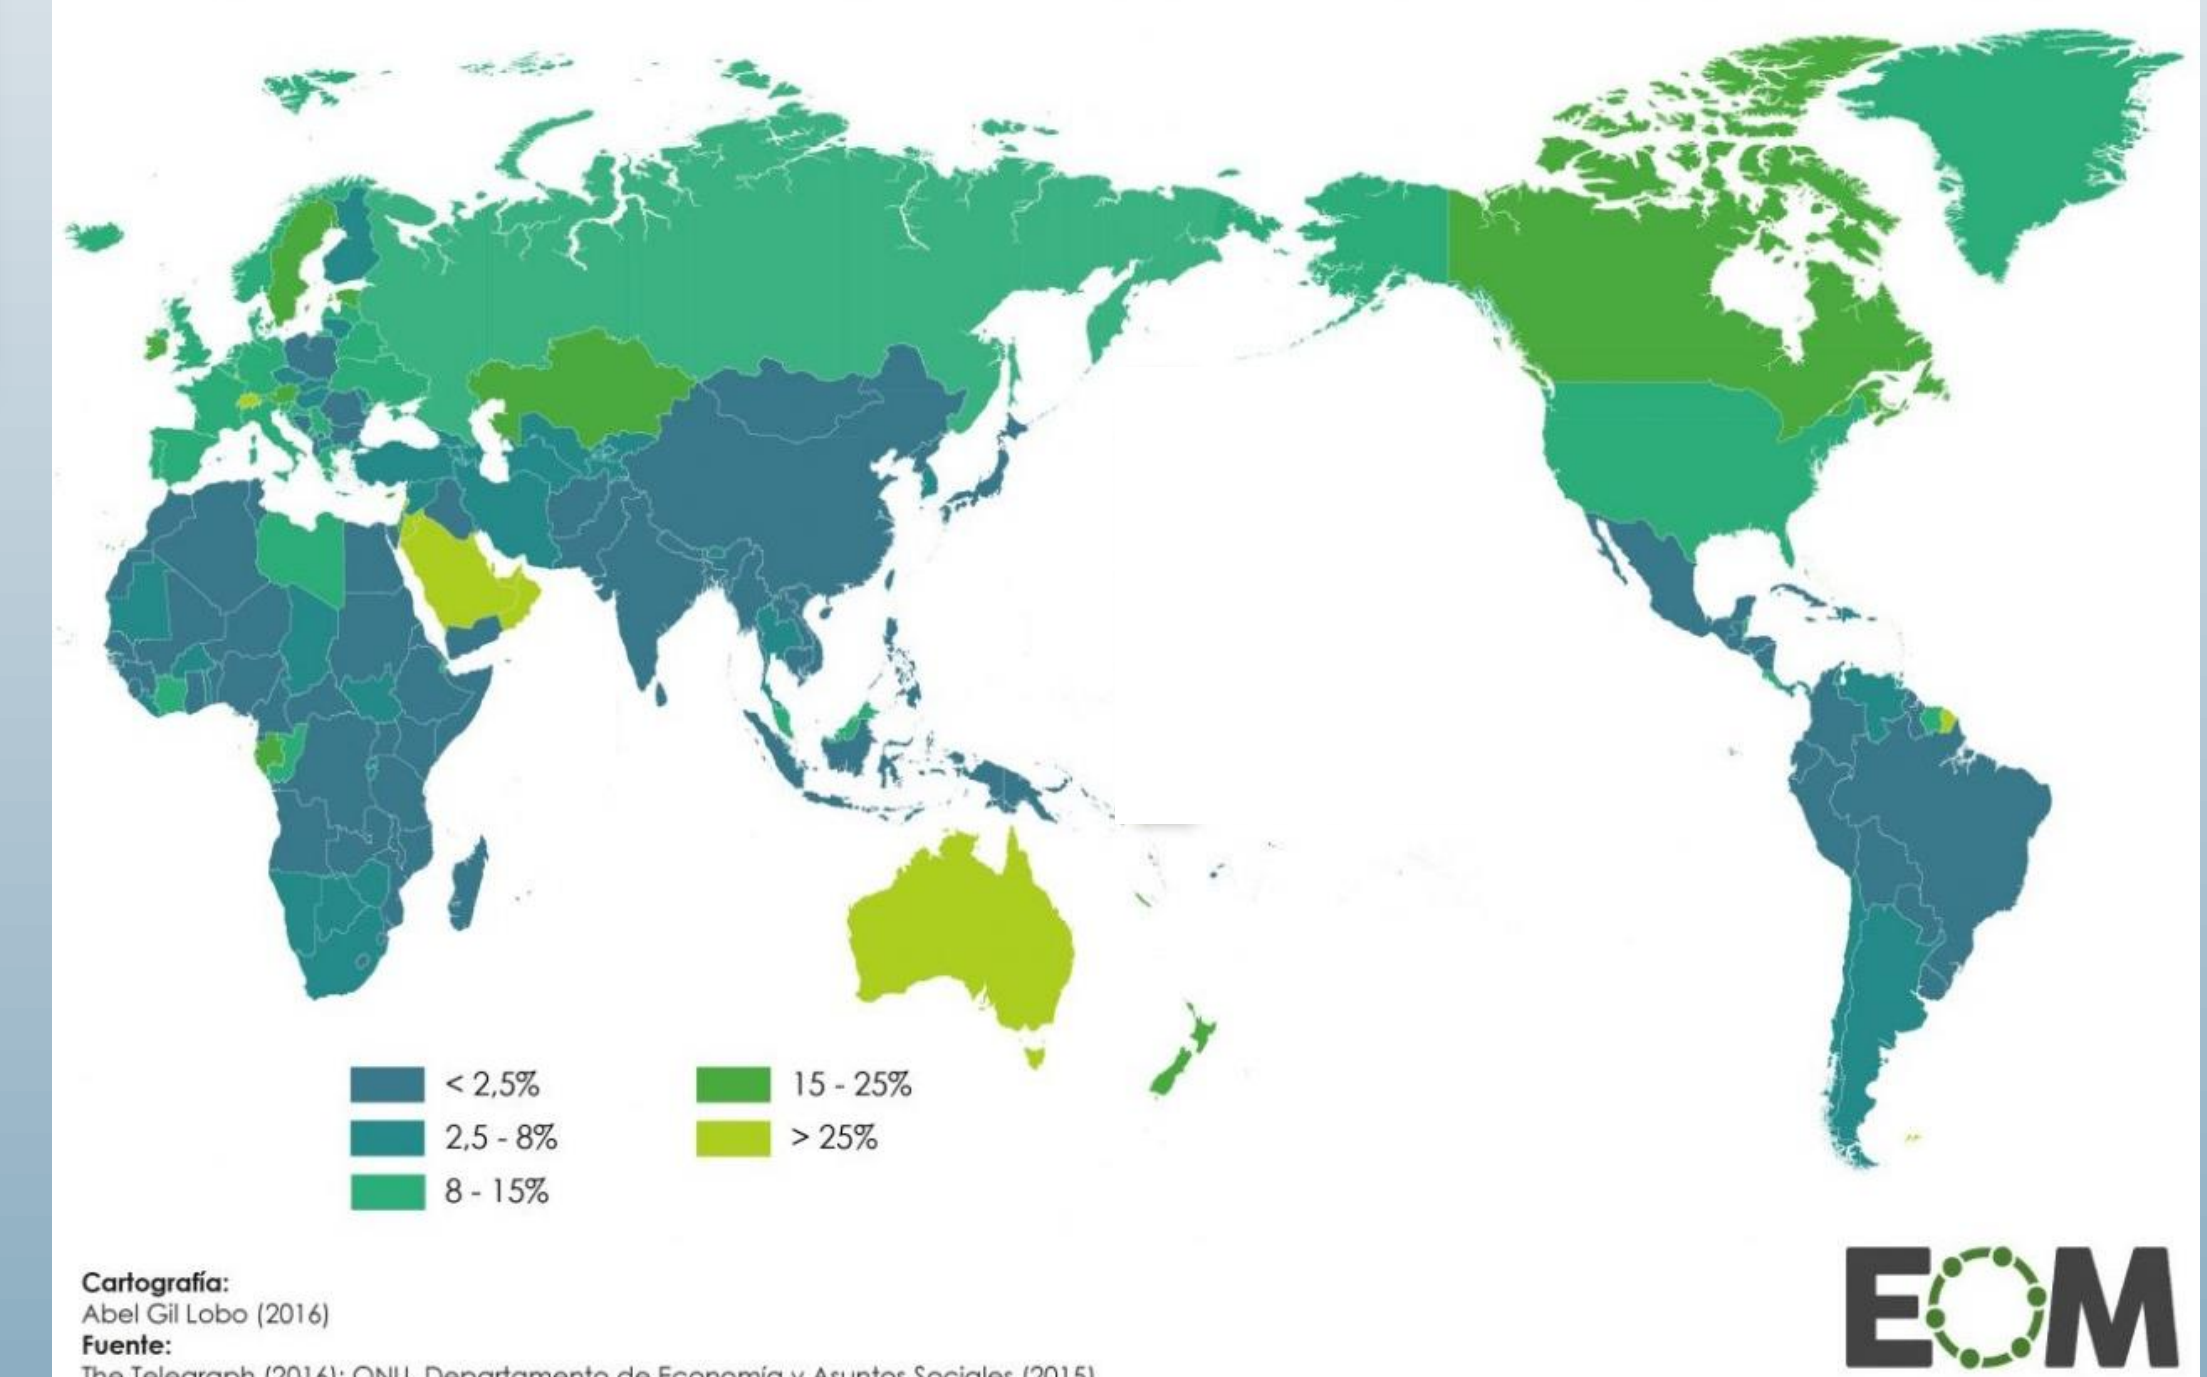 < 2,5%
2,5 - 8%
8 - 15%
15 - 25%
> 25%
Cartografía:
Abel Gil Lobo (2016)
Fuente:
The Telegraph (2016); ONU, Departamento de Economía y Asuntos Sociales (2015)
EOM